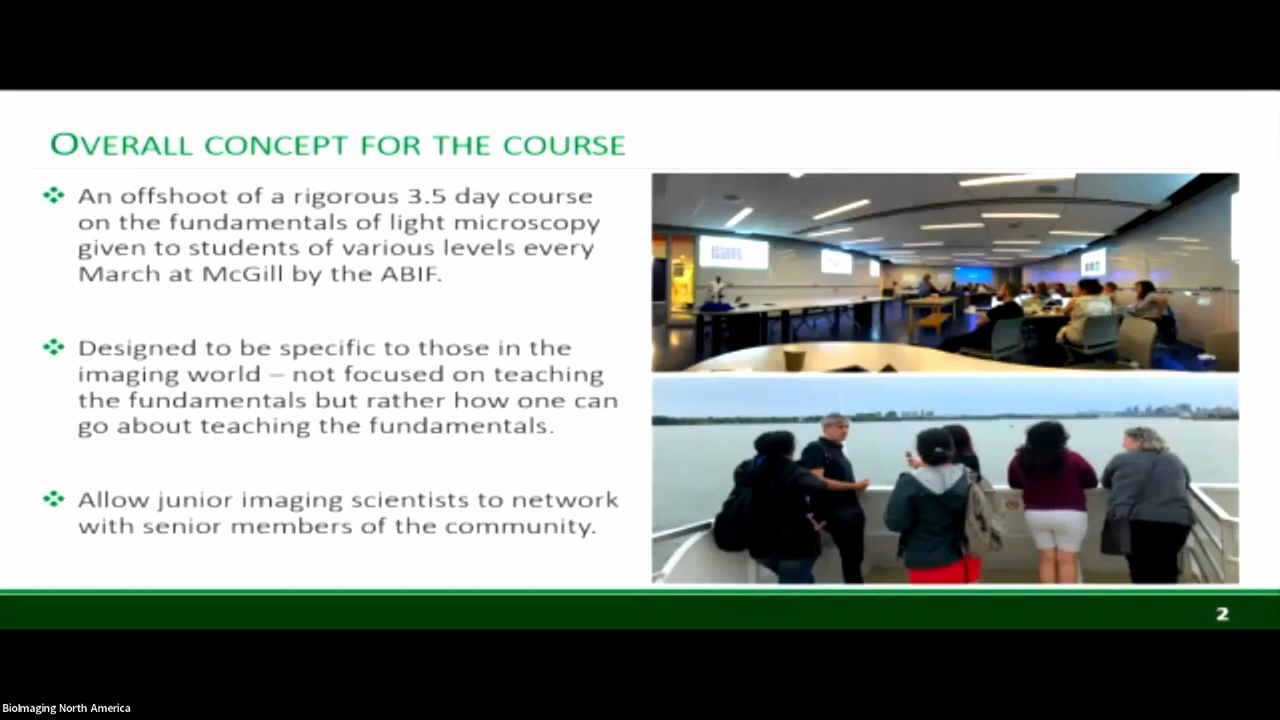 OVERALL CONCEPT FOR THE COURSE
An offshoot of a rigorous 3.5 day course
on the fundamentals of light microscopy
given to students of various levels every
March at McGill by the ABIF.
Designed to be specific to those in the
imaging world – not focused on teaching
the fundamentals but rather how one can
go about teaching the fundamentals.
Allow junior imaging scientists to network
with senior members of the community.
2
BioImaging North America